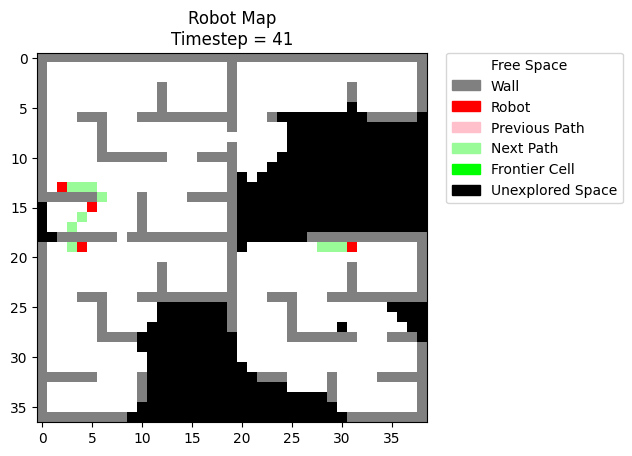 Robot Map
Timestep = 41
0
5
10
15
20
25
30
35
0
5
10
15
20
25
30
35
Free Space
Wall
Robot
Previous Path
Next Path
Frontier Cell
Unexplored Space